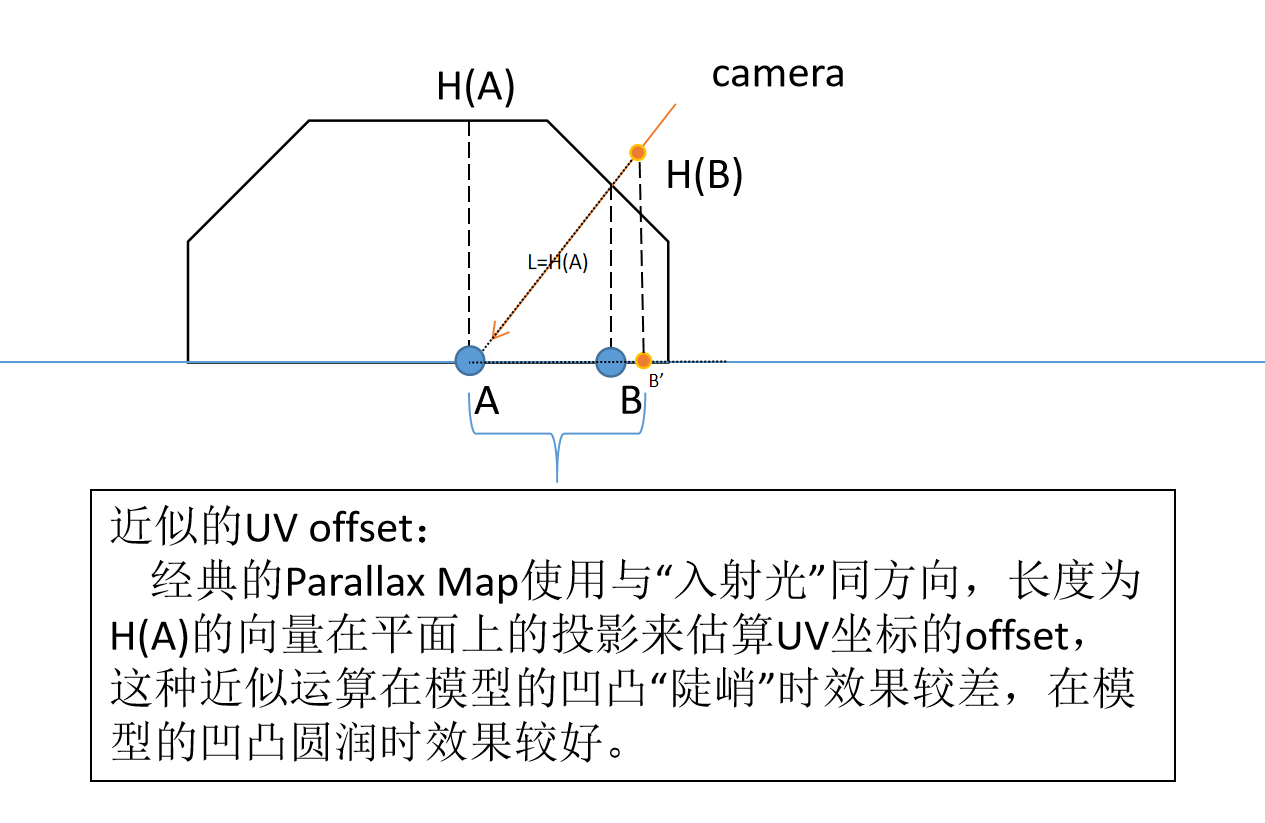 camera
H(A)
H(B)
L=H(A)
B’
A
B
近似的UV offset：
经典的Parallax Map使用与“入射光”同方向，长度为
H(A)的向量在平面上的投影来估算UV坐标的offset，
这种近似运算在模型的凹凸“陡峭”时效果较差，在模
型的凹凸圆润时效果较好。